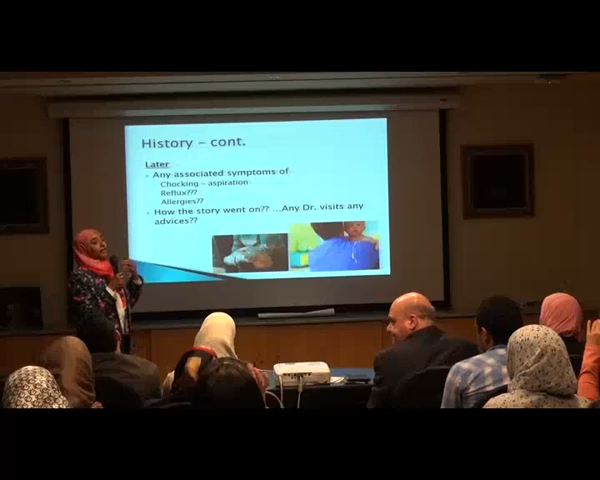 History – cont.
Later
Any associated symptoms of
Chocking – aspiration
Reflux???
Allergies??
How the story went on?? ...Any Dr. visits any
advices??